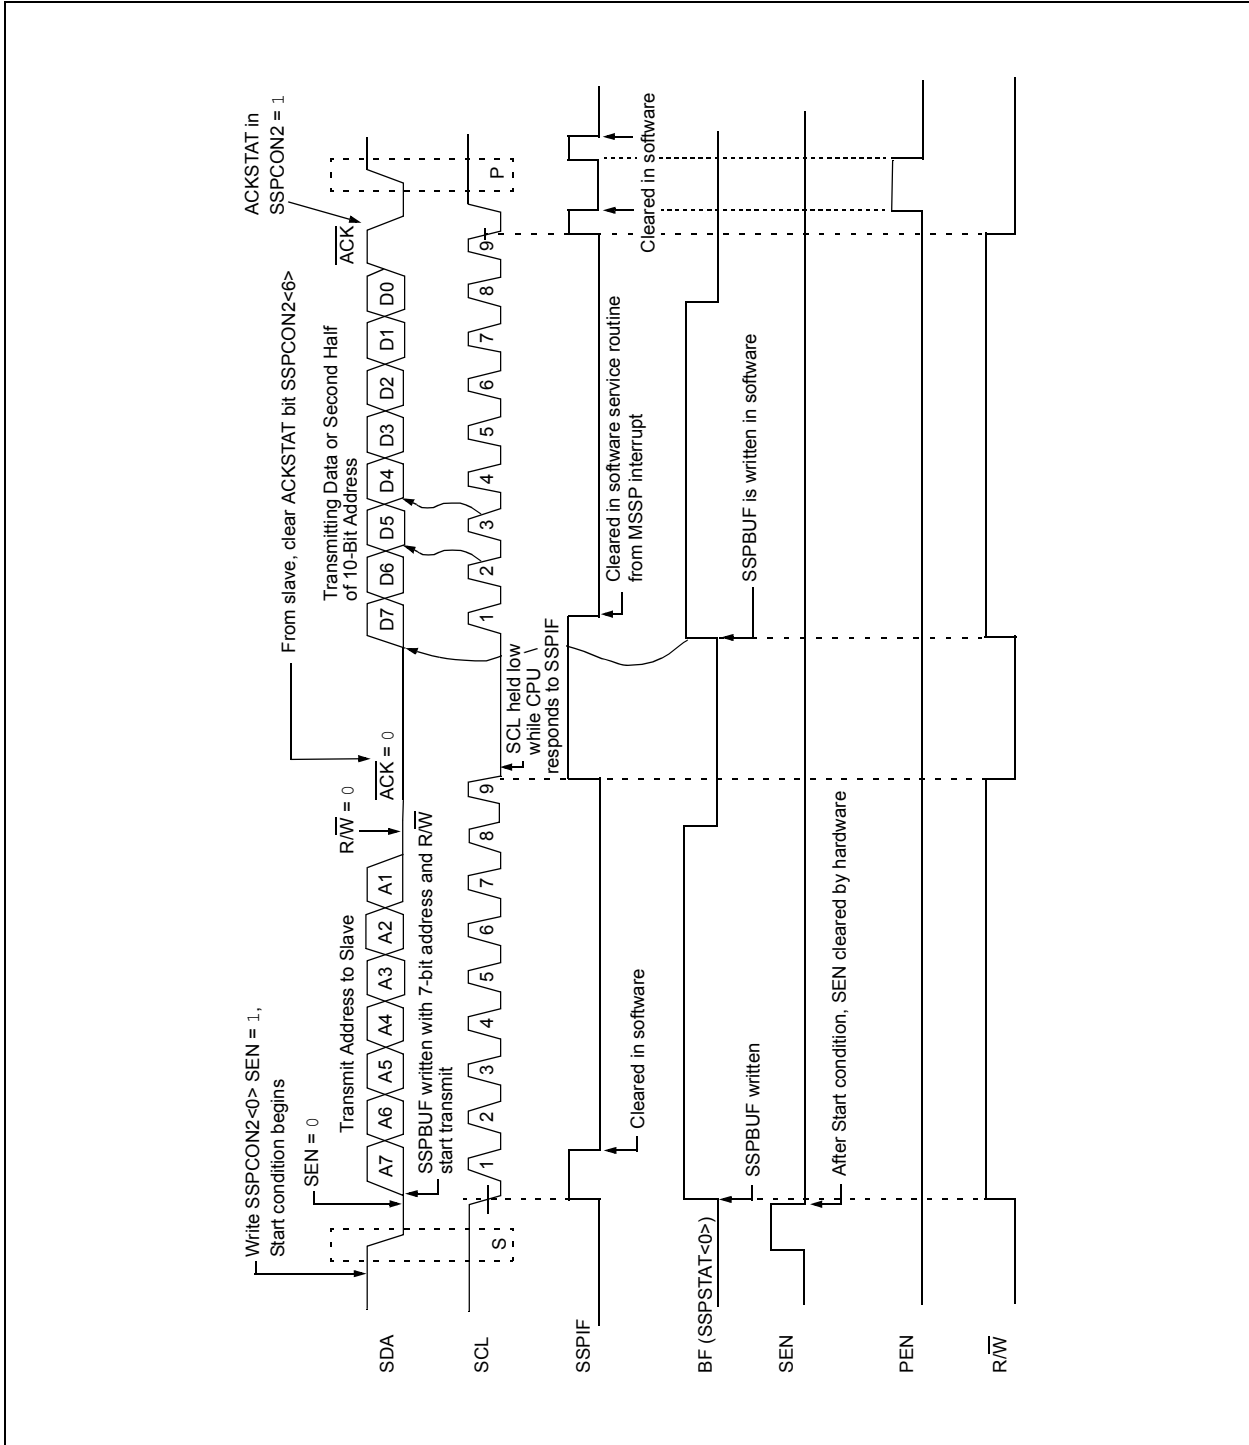 Write SSPCON2<0> SEN = 1,
Start condition begins
SEN = 0
Transmit Address to Slave
R/W = 0
From slave, clear ACKSTAT bit SSPCON2<6>
ACK = 0
Transmitting Data or Second Half
of 10-Bit Address
ACKSTAT in
SSPCON2 = 1
ACK
SDA
A7 A6 A5 A4 A3 A2 A1
D7 D6 D5 D4 D3 D2 D1 D0
SSPBUF written with 7-bit address and R/W
start transmit
SCL
S
1 2 3 4 5 6 7 8 9
1 2 3 4 5 6 7 8 9
P
SCL held low
while CPU
responds to SSPIF
SSPIF
Cleared in software
Cleared in software service routine
from MSSP interrupt
Cleared in software
BF (SSPSTAT<0>)
SSPBUF written
SSPBUF is written in software
SEN
After Start condition, SEN cleared by hardware
PEN
R/W